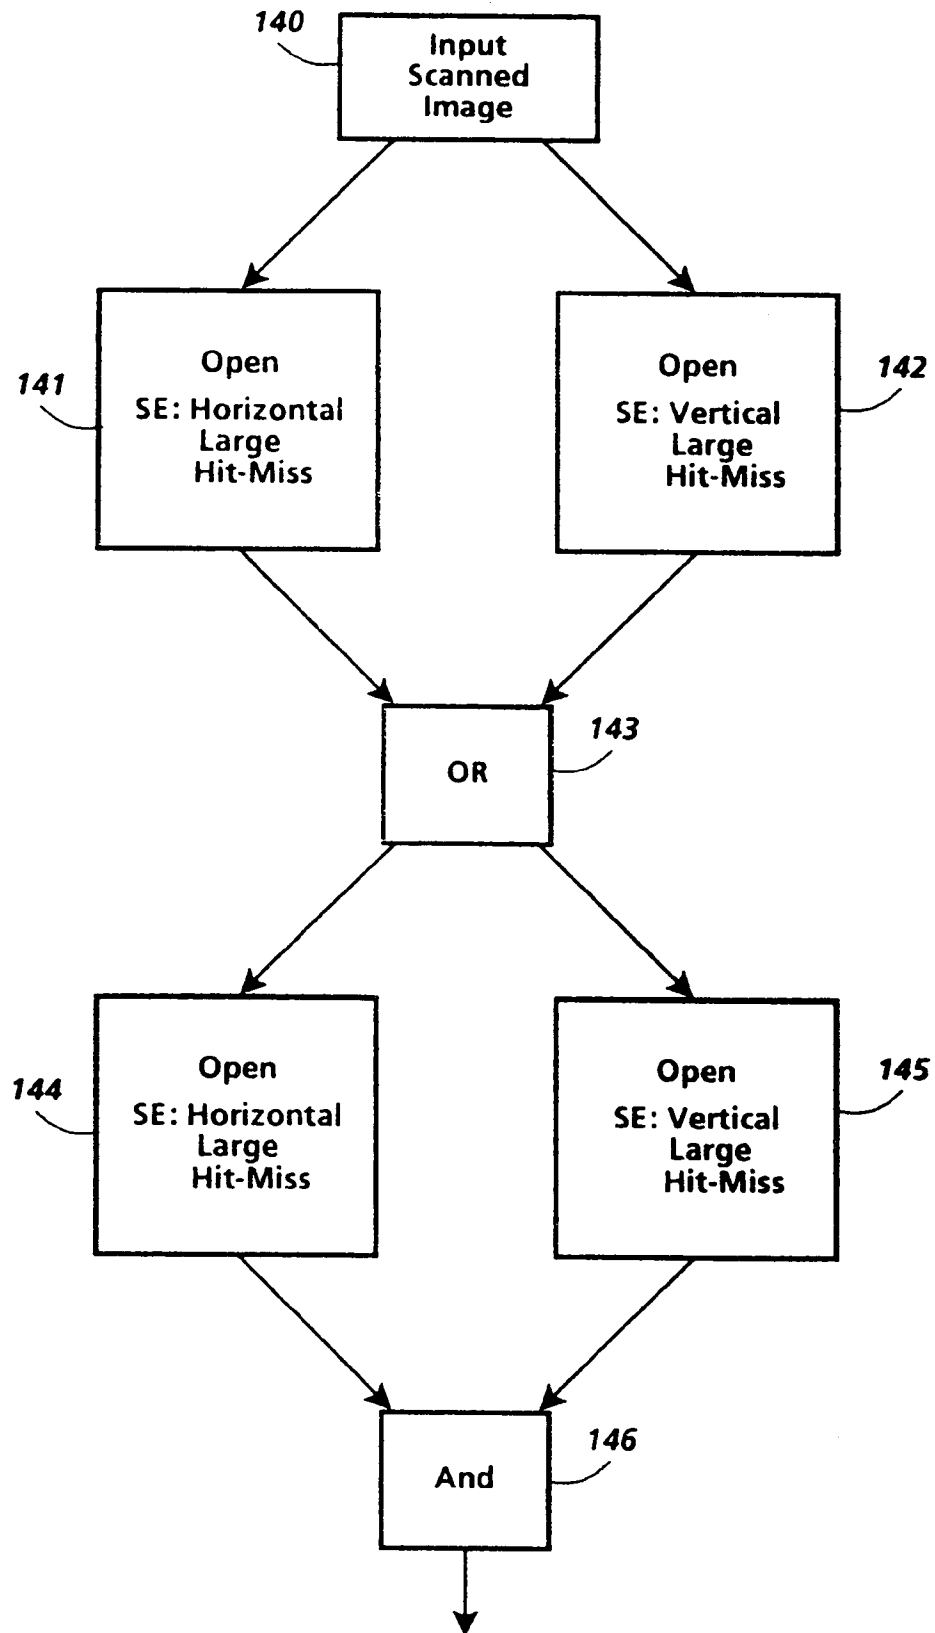 140
Input
Scanned
Image
141
Open
SE: Horizontal
Large
Hit-Miss
142
Open
SE: Vertical
Large
Hit-Miss
143
OR
144
Open
SE: Horizontal
Large
Hit-Miss
145
Open
SE: Vertical
Large
Hit-Miss
146
And